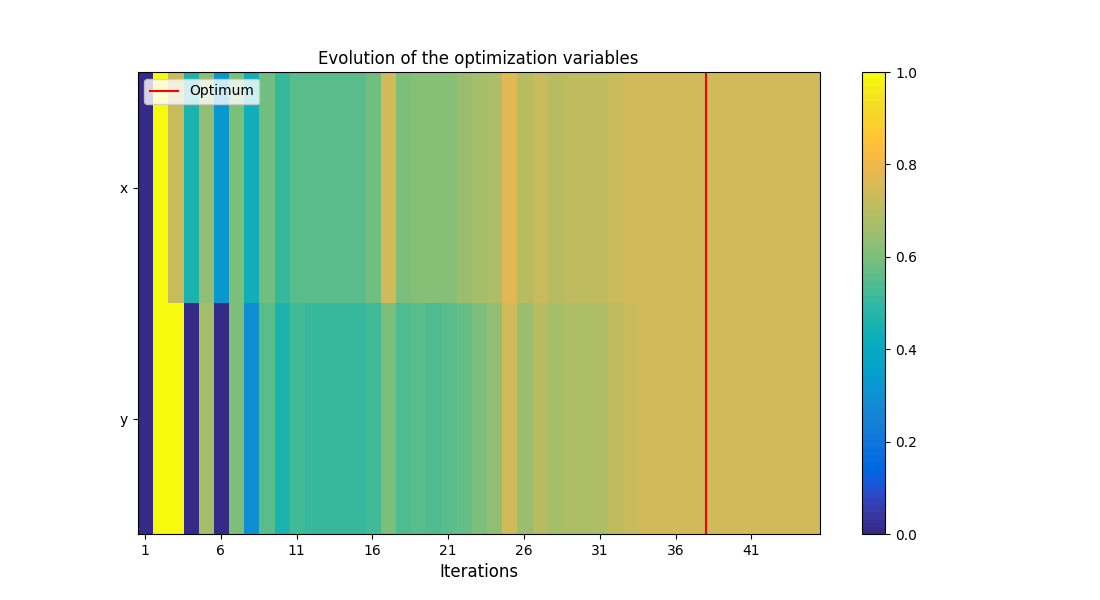 Evolution of the optimization variables
Optimum
x
y
1 6 11 16 21 26 31 36 41
Iterations
1.0
0.8
0.6
0.4
0.2
0.0